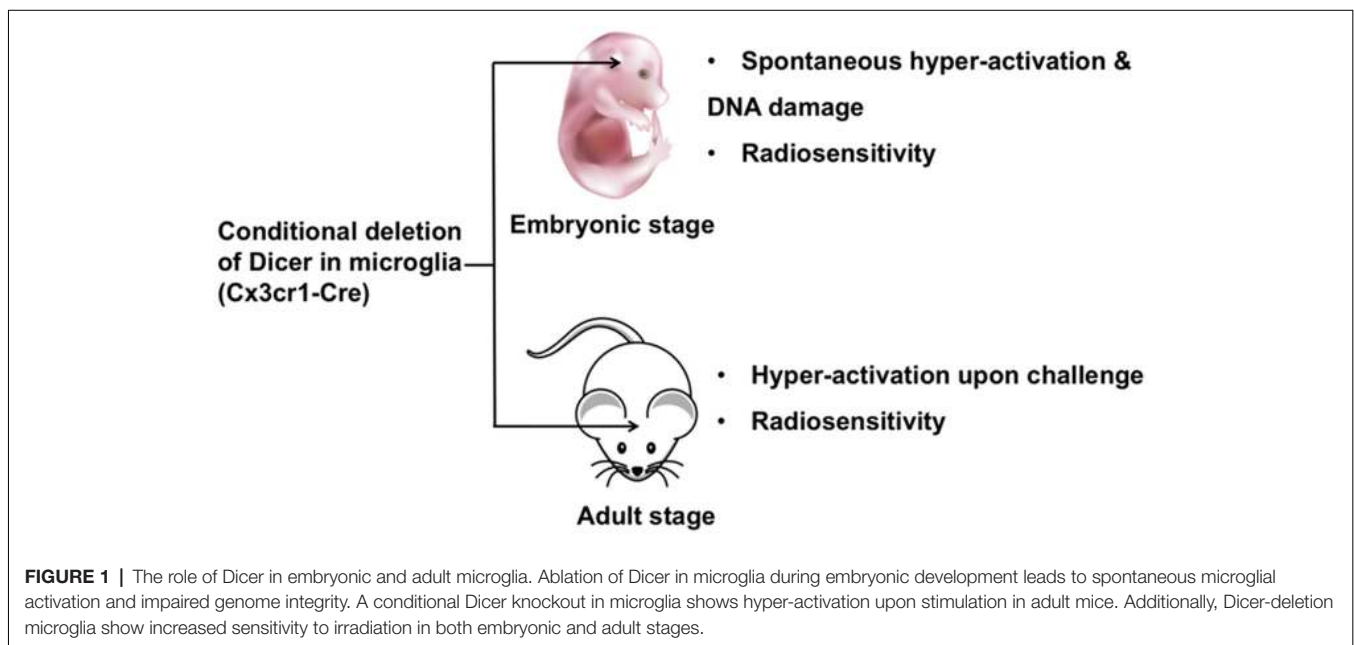 • Spontaneous hyper-activation &
DNA damage
• Radiosensitivity
Embryonic stage
Conditional deletion
of Dicer in microglia
(Cx3cr1-Cre)
• Hyper-activation upon challenge
• Radiosensitivity
Adult stage
FIGURE 1 | The role of Dicer in embryonic and adult microglia. Ablation of Dicer in microglia during embryonic development leads to spontaneous microglial
activation and impaired genome integrity. A conditional Dicer knockout in microglia shows hyper-activation upon stimulation in adult mice. Additionally, Dicer-deletion
microglia show increased sensitivity to irradiation in both embryonic and adult stages.